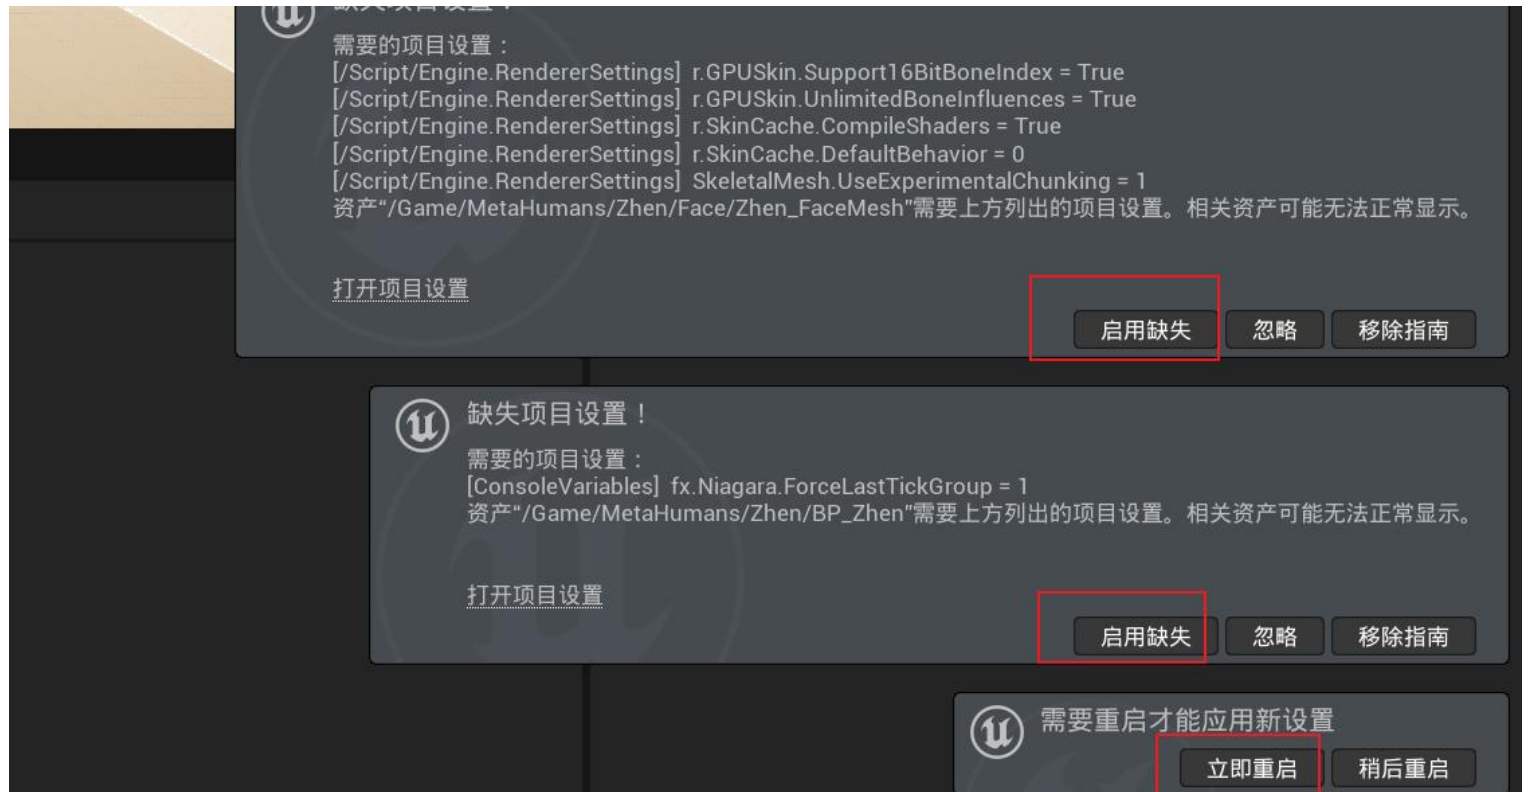 缺失项目设置！
需要的项目设置：
[/Script/Engine.RendererSettings] r.GPUSkin.Support16BitBoneIndex = True
[/Script/Engine.RendererSettings] r.GPUSkin.UnlimitedBoneInfluences = True
[/Script/Engine.RendererSettings] r.SkinCache.CompileShaders = True
[/Script/Engine.RendererSettings] r.SkinCache.DefaultBehavior = 0
[/Script/Engine.RendererSettings] SkeletalMesh.UseExperimentalChunking = 1
资产“/Game/MetaHumans/Zhen/Face/Zhen_FaceMesh”需要上方列出的项目设置。相关资产可能无法正常显示。
打开项目设置
启用缺失 忽略 移除指南
缺失项目设置！
需要的项目设置：
[ConsoleVariables] fx.Niagara.ForceLastTickGroup = 1
资产“/Game/MetaHumans/Zhen/BP_Zhen”需要上方列出的项目设置。相关资产可能无法正常显示。
打开项目设置
启用缺失 忽略 移除指南
需要重启才能应用新设置
立即重启 稍后重启